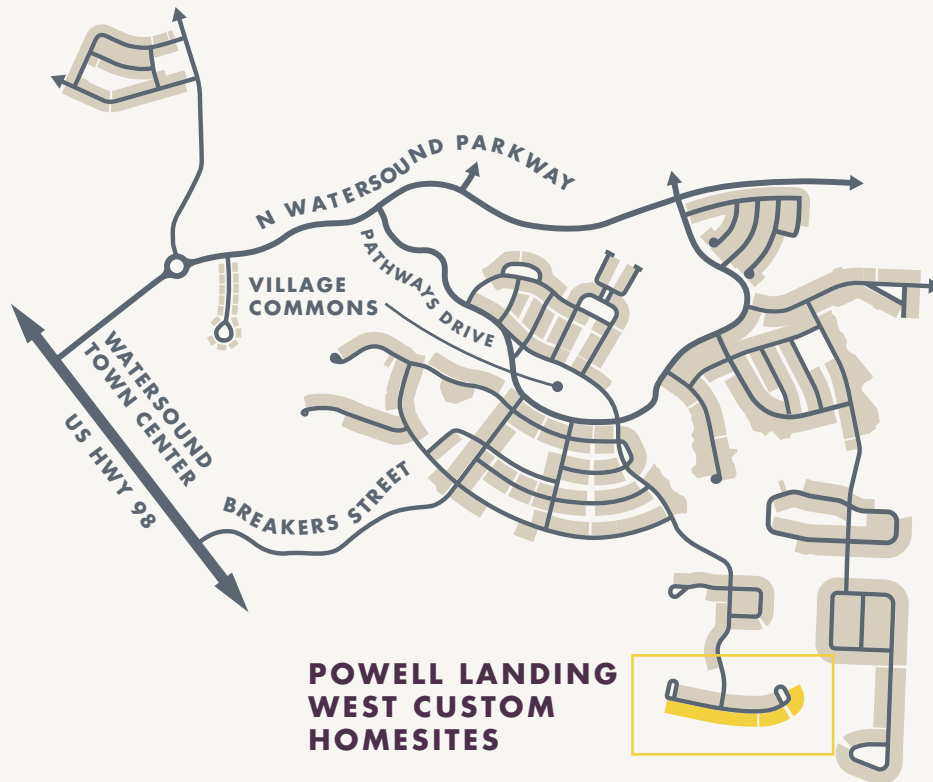 N WATERSOUND PARKWAY
PATHWAYS DRIVE
VILLAGE
COMMONS
WATERSOUND
TOWN CENTER
US HWY 98
BREAKERS STREET
POWELL LANDING
WEST CUSTOM
HOMESITES